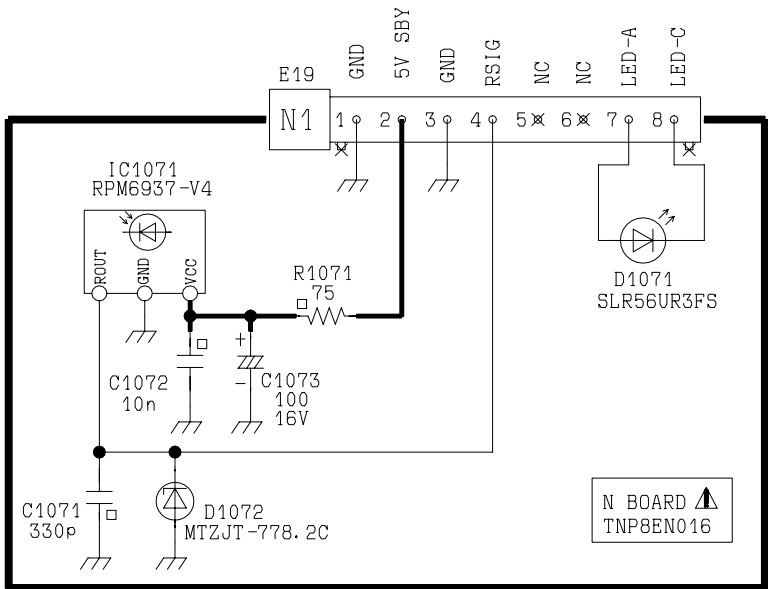 E19
GND
5V SBY
GND
RSIG
NC
NC
LED-A
LED-C
N1
1
2
3
4
5
6
7
8
IC1071
RPM6937-V4
ROUT
GND
VCC
R1071
75
D1071
SLR56UR3FS
+
-
C1072
10n
C1073
100
16V
C1071
330p
D1072
MTZJT-778.2C
N BOARD
TNP8EN016